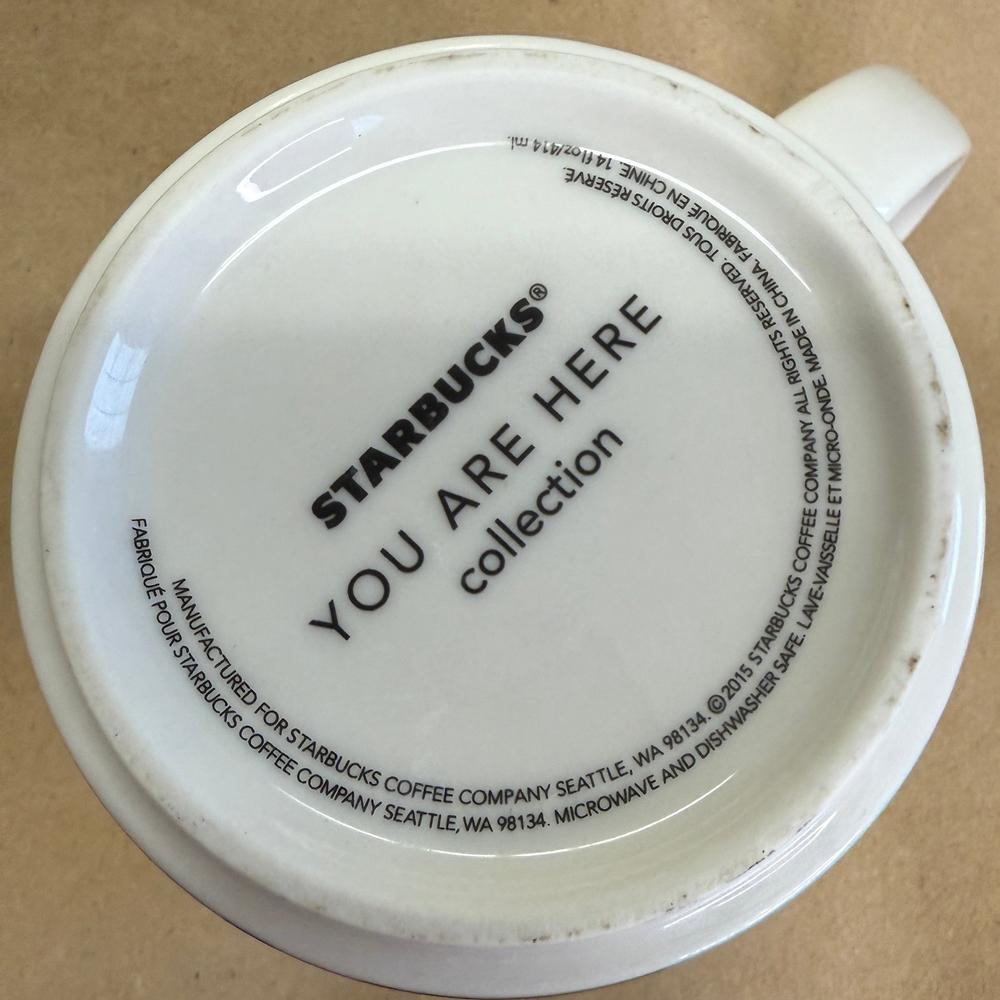 STARBUCKS®
YOU ARE HERE
collection
MANUFACTURED FOR STARBUCKS COFFEE COMPANY SEATTLE, WA 98134. ©2015 STARBUCKS COFFEE COMPANY ALL RIGHTS RESERVED. TOUS DROITS RÉSERVÉ.
FABRIQUÉ POUR STARBUCKS COFFEE COMPANY SEATTLE, WA 98134. MICROWAVE AND DISHWASHER SAFE. LAVE-VAISSELLE ET MICRO-ONDE. MADE IN CHINA. FABRIQUÉ EN CHINE. 14 fl oz/414 ml.